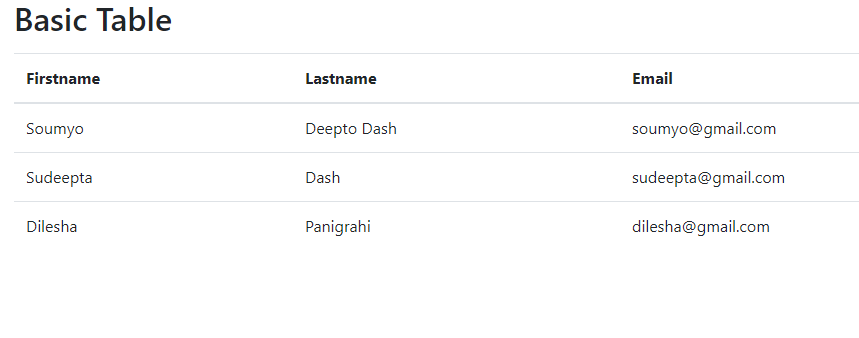 Basic Table
Firstname Lastname Email
Soumyo Deepto Dash soumyo@gmail.com
Sudeepta Dash sudeepta@gmail.com
Dilesha Panigrahi dilesha@gmail.com